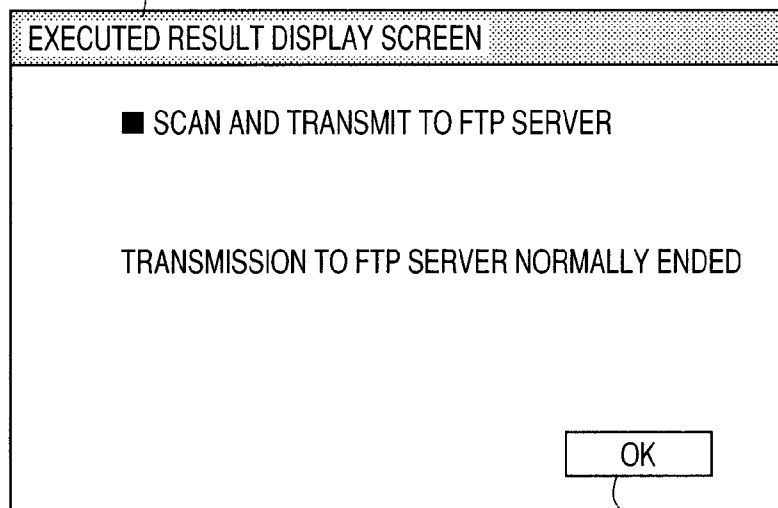 EXECUTED RESULT DISPLAY SCREEN
■ SCAN AND TRANSMIT TO FTP SERVER
TRANSMISSION TO FTP SERVER NORMALLY ENDED
OK